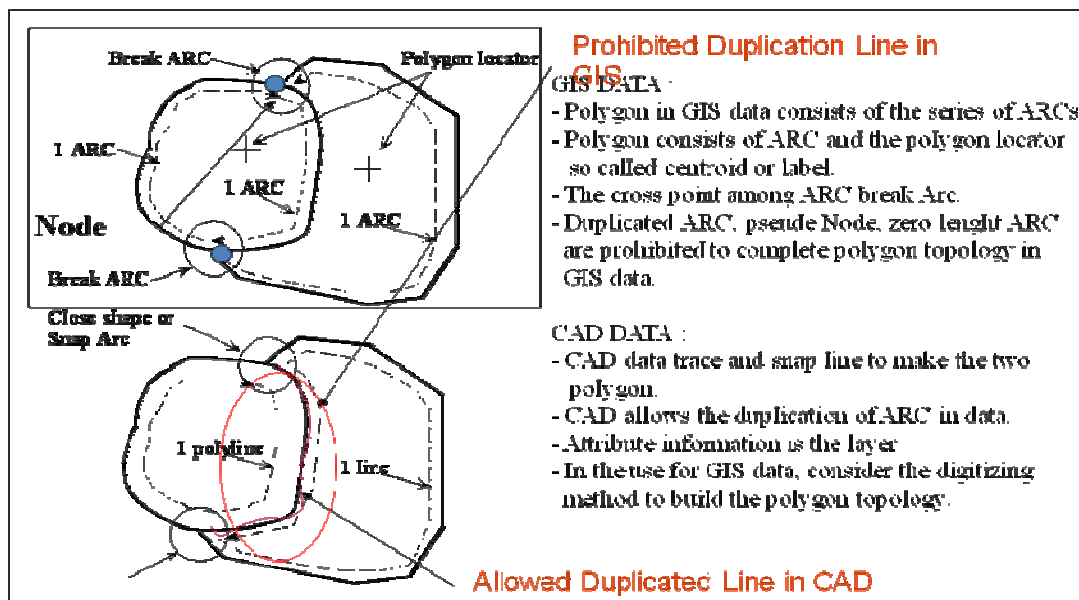 Break ARC
Polygon locator
1 ARC
1 ARC
1 ARC
Node
Break ARC
Prohibited Duplication Line in
GIS
GIS DATA :
- Polygon in GIS data consists of the series of ARCs
- Polygon consists of ARC and the polygon locator
so called centroid or label.
- The cross point among ARC break Arc.
- Duplicated ARC, pseude Node, zero lenght ARC
are prohibited to complete polygon topology in
GIS data.
Close shape or
Snap Arc
1 polyline
1 line
CAD DATA :
- CAD data trace and snap line to make the two
polygon.
- CAD allows the duplication of ARC in data.
- Attribute information is the layer
- In the use for GIS data, consider the digitizing
method to build the polygon topology.
Allowed Duplicated Line in CAD